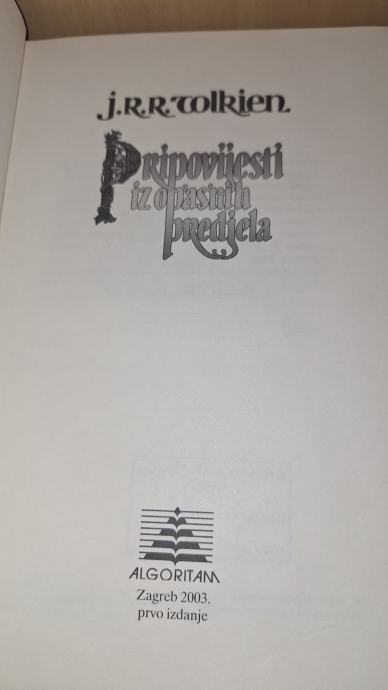 J.R.R. Tolkien
Pripovijesti
iz opasnih
predjela
ALGORITAM
Zagreb 2003.
prvo izdanje